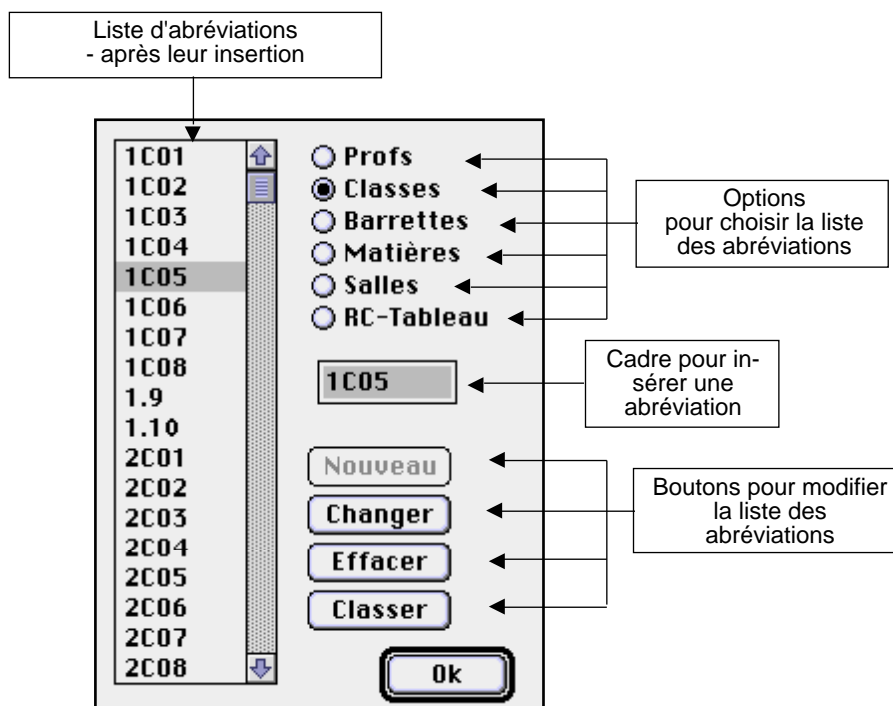 Liste d'abréviations
- après leur insertion
1C01
1C02
1C03
1C04
1C05
1C06
1C07
1C08
1.9
1.10
2C01
2C02
2C03
2C04
2C05
2C06
2C07
2C08
Profs
Classes
Barrettes
Matières
Salles
RC-Tableau
Options
pour choisir la liste
des abréviations
1C05
Cadre pour in-
sérer une
abréviation
Nouveau
Changer
Effacer
Classer
Boutons pour modifier
la liste des
abréviations
Ok